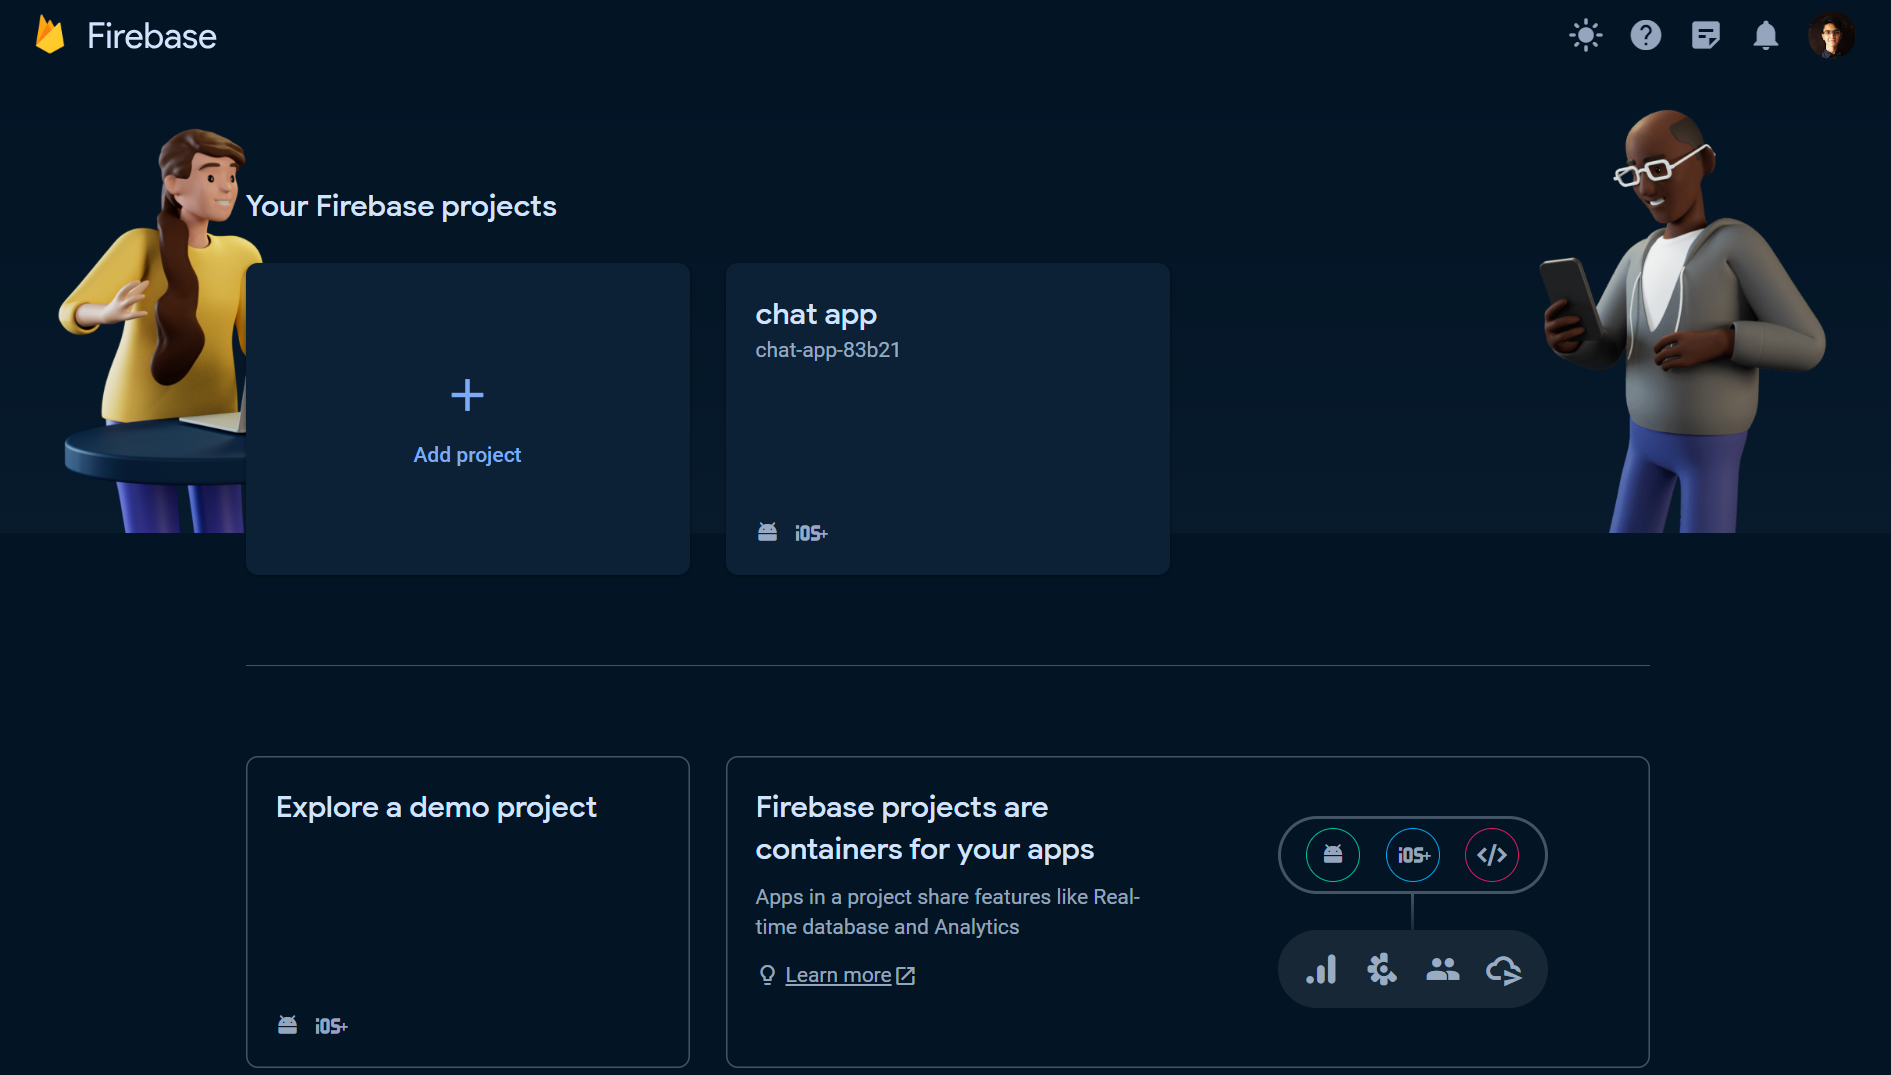 Firebase
Your Firebase projects
Add project
chat app
chat-app-83b21
iOS+
Explore a demo project
iOS+
Firebase projects are
containers for your apps
Apps in a project share features like Real-
time database and Analytics
Learn more
iOS+